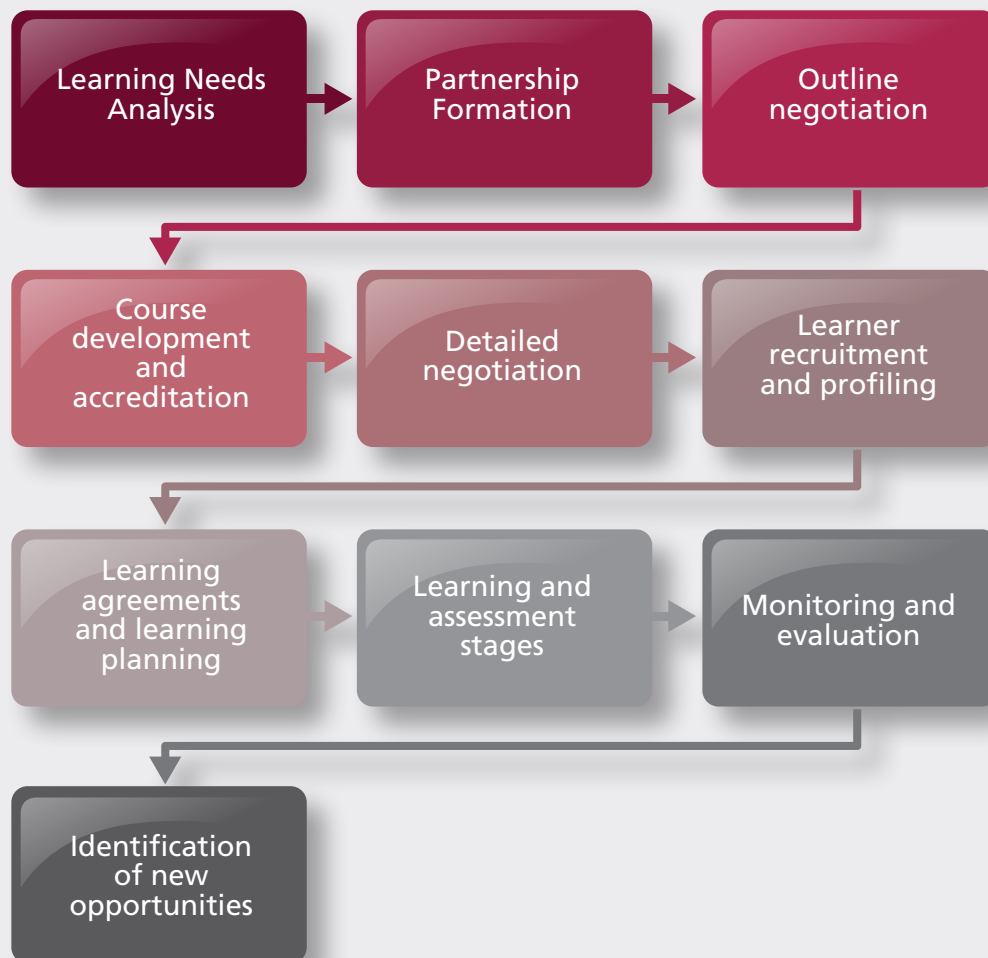 Learning Needs
Analysis
Partnership
Formation
Outline
negotiation
Course
development
and
accreditation
Detailed
negotiation
Learner
recruitment
and profiling
Learning
agreements
and learning
planning
Learning and
assessment
stages
Monitoring and
evaluation
Identification
of new
opportunities